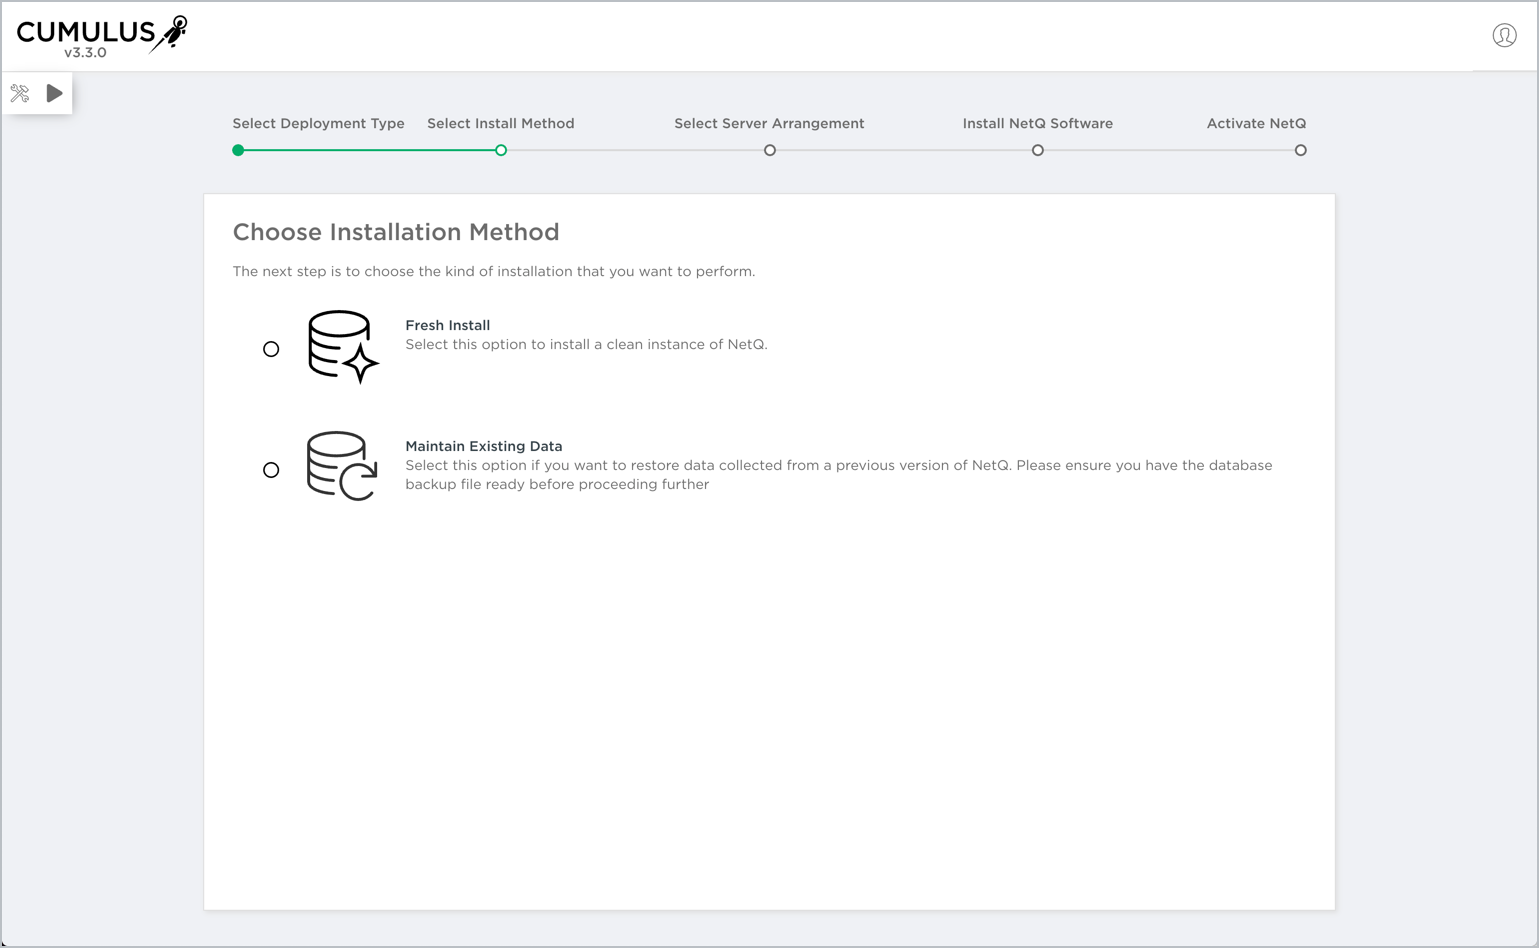 CUMULUS
v3.3.0
Select Deployment Type Select Install Method Select Server Arrangement Install NetQ Software Activate NetQ
Choose Installation Method
The next step is to choose the kind of installation that you want to perform.
Fresh Install
Select this option to install a clean instance of NetQ.
Maintain Existing Data
Select this option if you want to restore data collected from a previous version of NetQ. Please ensure you have the database
backup file ready before proceeding further